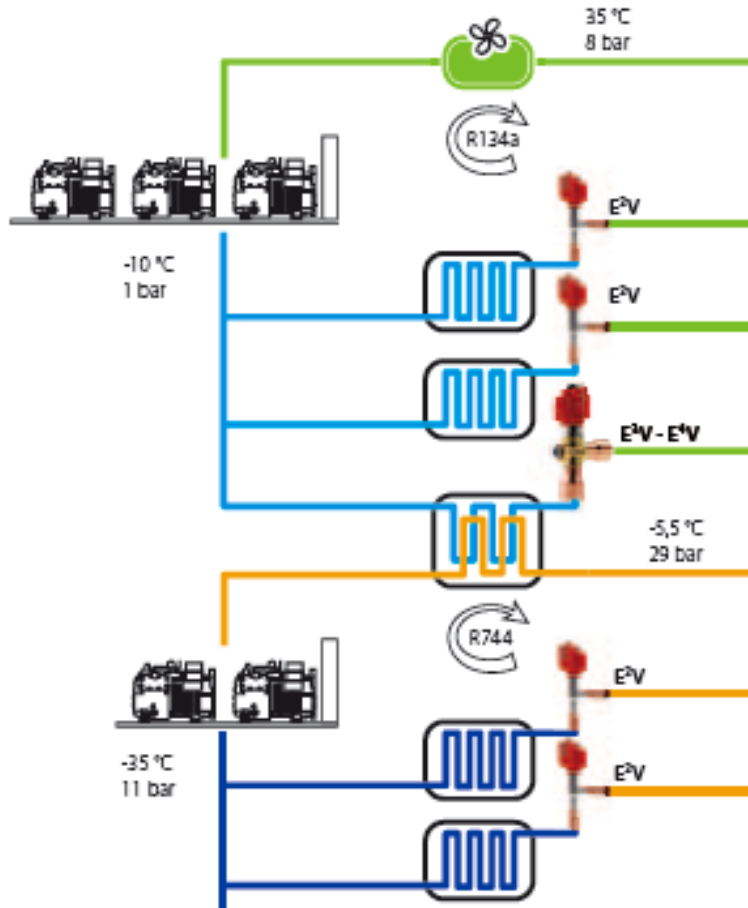 35 °C
8 bar
R134a
E²V
-10 °C
1 bar
E²V
E³V - E⁴V
-5,5 °C
29 bar
R744
E²V
-35 °C
11 bar
E²V